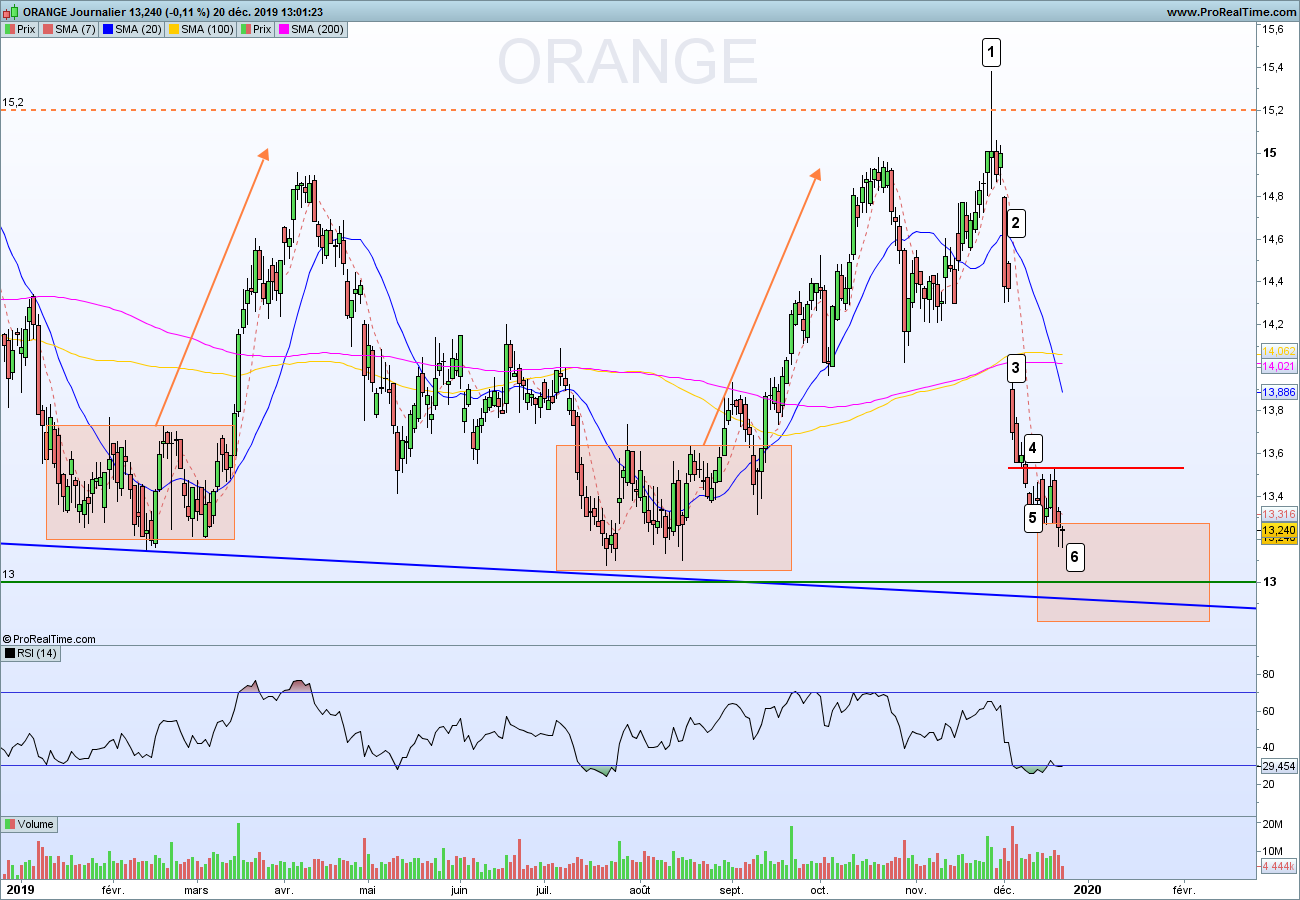 ORANGE Journalier 13,240 (-0,11 %) 20 déc. 2019 13:01:23
www.ProRealTime.com
Prix SMA (7) SMA (20) SMA (100) Prix SMA (200)
ORANGE
15,6
15,4
15,2
15,2
15
14,8
14,6
14,4
14,2
14,062
14,021
13,886
13,8
13,6
13,4
13,316
13,240
13
13
1
2
3
4
5
6
© ProRealTime.com
RSI (14)
80
60
40
29,454
20
Volume
20M
10M
4 444k
2019 févr. mars avr. mai juin juil. août sept. oct. nov. déc. 2020 févr.